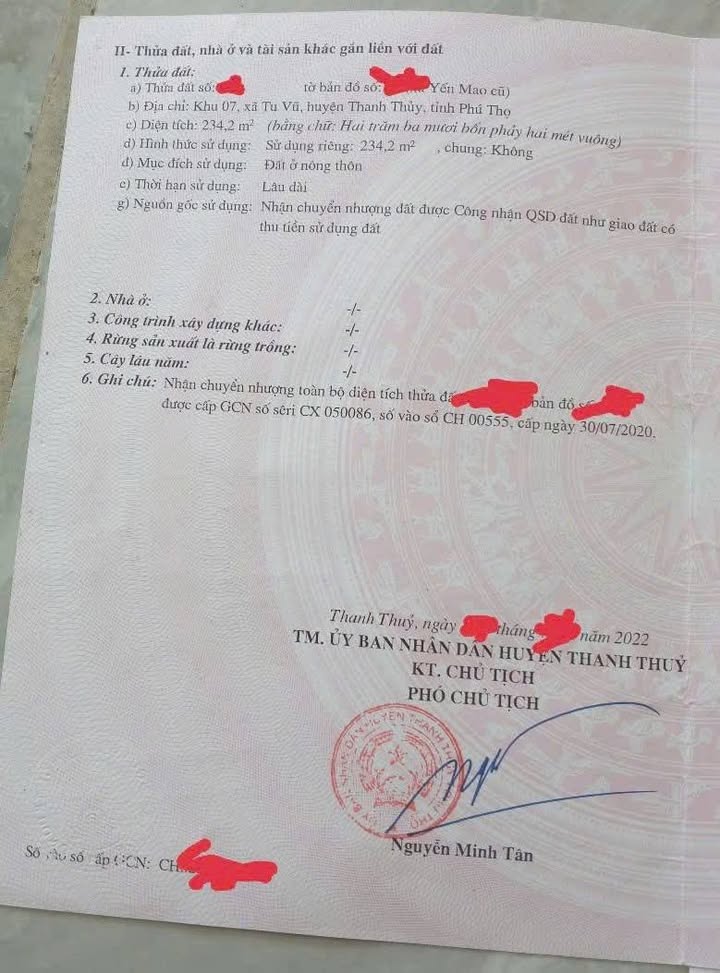 II- Thửa đất, nhà ở và tài sản khác gắn liền với đất
1. Thửa đất:
a) Thửa đất số: tờ bản đồ số: Yến Mao cũ)
b) Địa chỉ: Khu 07, xã Tu Vũ, huyện Thanh Thủy, tỉnh Phú Thọ
c) Diện tích: 234,2 m² (bằng chữ: Hai trăm ba mươi bốn phảy hai mét vuông)
d) Hình thức sử dụng: Sử dụng riêng: 234,2 m² , chung: Không
đ) Mục đích sử dụng: Đất ở nông thôn
e) Thời hạn sử dụng: Lâu dài
g) Nguồn gốc sử dụng: Nhận chuyển nhượng đất được Công nhận QSD đất như giao đất có
thu tiền sử dụng đất
2. Nhà ở: -/-
3. Công trình xây dựng khác: -/-
4. Rừng sản xuất là rừng trồng: -/-
5. Cây lâu năm: -/-
6. Ghi chú: Nhận chuyển nhượng toàn bộ diện tích thửa bản đồ
được cấp GCN số sêri CX 050086, số vào sổ CH 00555, cấp ngày 30/07/2020.
Thanh Thuỷ, ngày tháng năm 2022
TM. ỦY BAN NHÂN DÂN HUYỆN THANH THUỶ
KT. CHỦ TỊCH
PHÓ CHỦ TỊCH
Nguyễn Minh Tân
Số vào sổ cấp GCN: CH